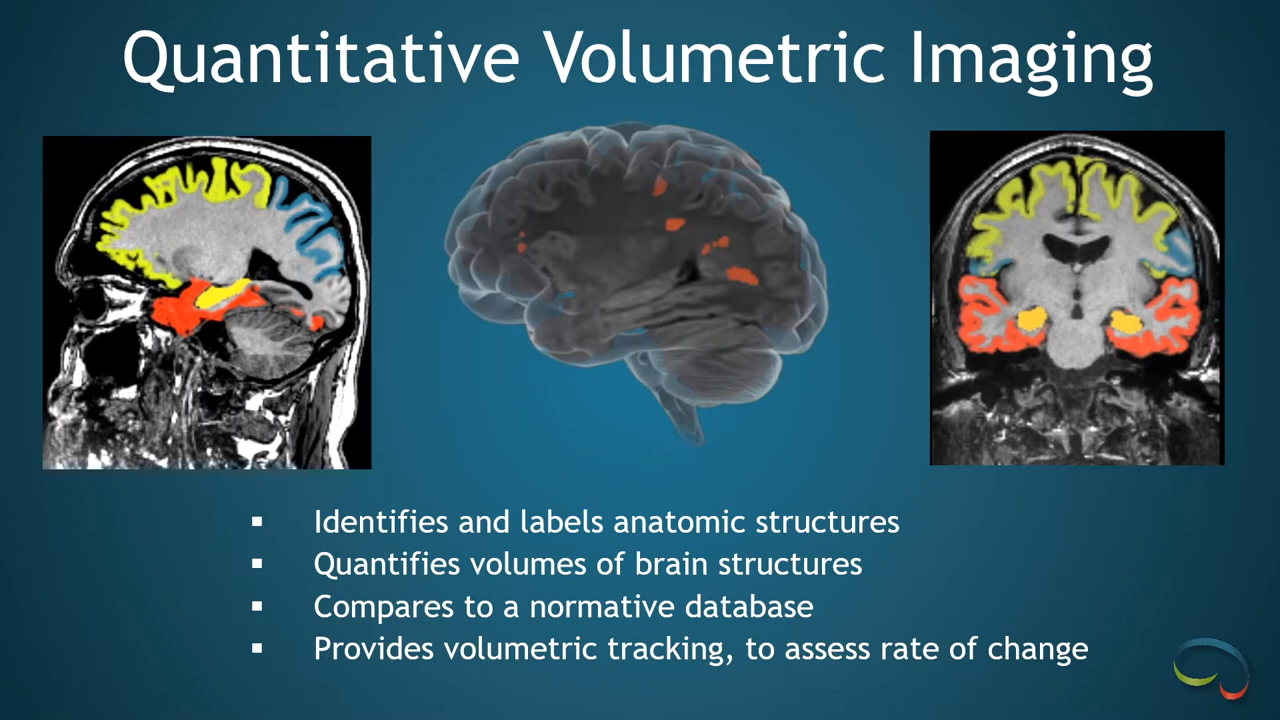 Quantitative Volumetric Imaging
▪ Identifies and labels anatomic structures
▪ Quantifies volumes of brain structures
▪ Compares to a normative database
▪ Provides volumetric tracking, to assess rate of change